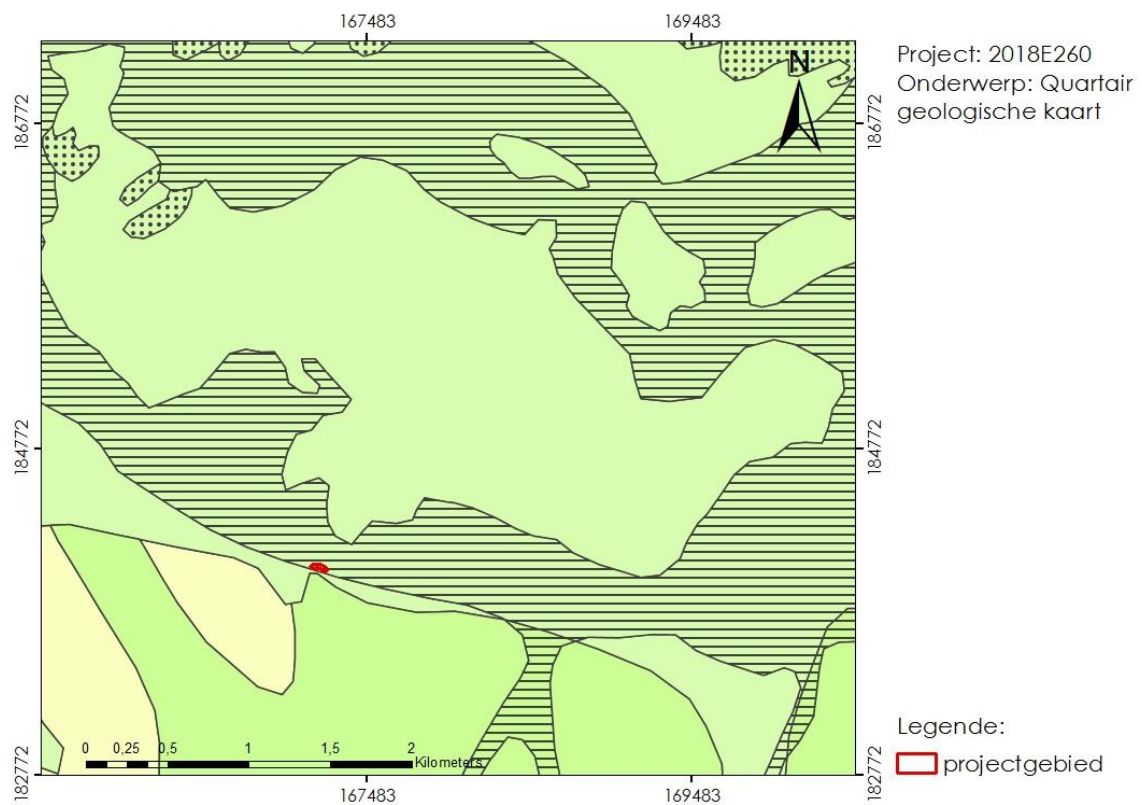 167483
169483
Project: 2018E260
Onderwerp: Quartair
geologische kaart
N
186772
186772
184772
184772
0 0,25 0,5 1 1,5 2
Kilometers
Legende:
projectgebied
182772
182772
167483
169483